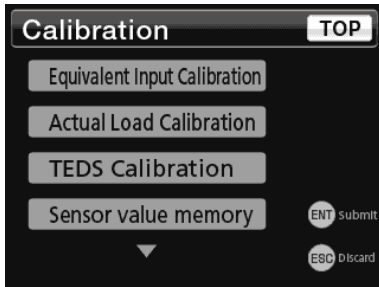 Calibration TOP
Equivalent Input Calibration
Actual Load Calibration
TEDS Calibration
Sensor value memory
ENT Submit
ESC Discard